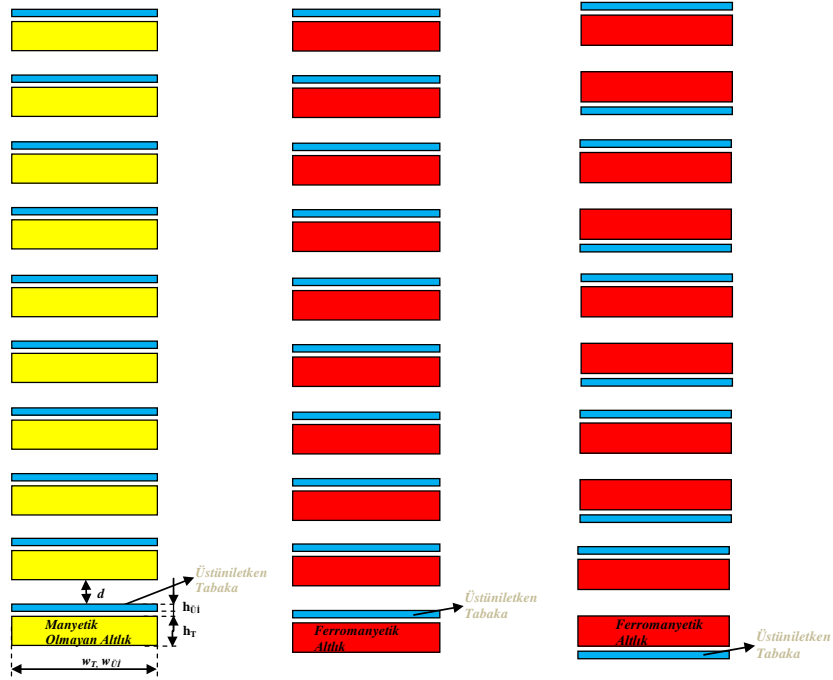 Üstüniletken
Tabaka
d
hÜİ
Manyetik
Olmayan Altlık
hT
wT, wÜİ
Üstüniletken
Tabaka
Ferromanyetik
Altlık
Ferromanyetik
Altlık
Üstüniletken
Tabaka